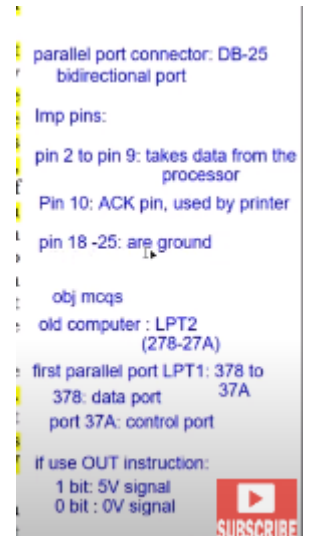 parallel port connector: DB-25
bidirectional port
Imp pins:
pin 2 to pin 9: takes data from the
processor
Pin 10: ACK pin, used by printer
pin 18 -25: are ground
obj mcqs
old computer : LPT2
(278-27A)
first parallel port LPT1: 378 to
37A
378: data port
port 37A: control port
if use OUT instruction:
1 bit: 5V signal
0 bit : 0V signal
SUBSCRIBE